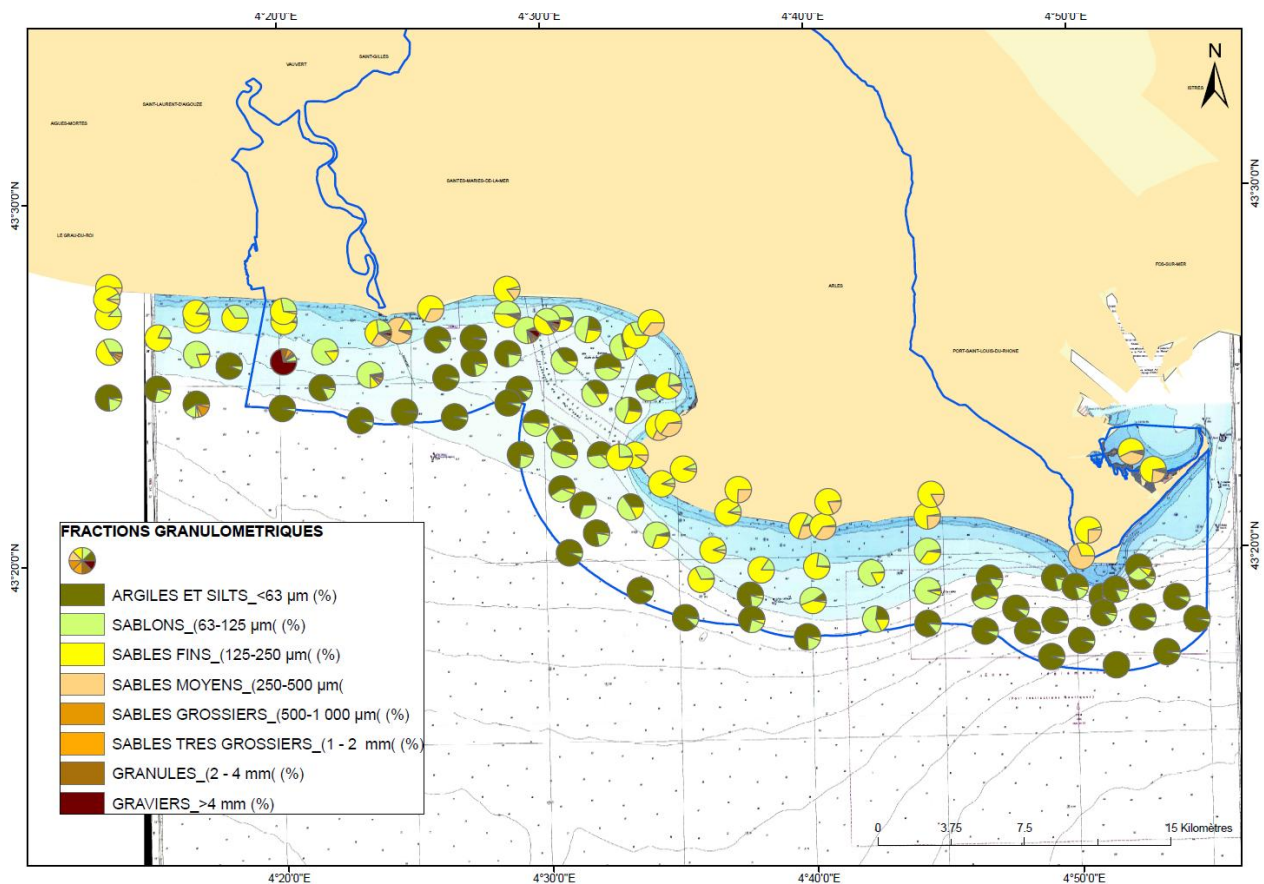 4°20'0"E 4°30'0"E 4°40'0"E 4°50'0"E
N
SAINT-GILLES
VAUVERT
ISTRES
SAINT-LAURENT-D'AIGOUZE
AIGUES-MORTES
SAINTES-MARIES-DE-LA-MER
43°30'0"N 43°30'0"N
LE GRAU-DU-ROI
FOS-SUR-MER
ARLES
PORT-SAINT-LOUIS-DU-RHONE
43°20'0"N 43°20'0"N
FRACTIONS GRANULOMETRIQUES
ARGILES ET SILTS_<63 µm (%)
SABLONS_(63-125 µm( (%)
SABLES FINS_(125-250 µm( (%)
SABLES MOYENS_(250-500 µm(
SABLES GROSSIERS_(500-1 000 µm( (%)
SABLES TRES GROSSIERS_(1 - 2 mm( (%)
GRANULES_(2 - 4 mm( (%)
GRAVIERS_>4 mm (%)
0 3.75 7.5 15 Kilomètres
4°20'0"E 4°30'0"E 4°40'0"E 4°50'0"E